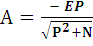 A = − EP / √P²+N